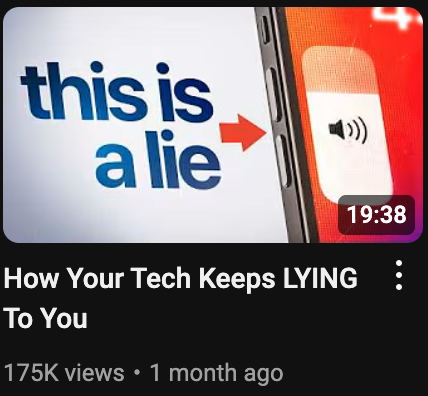 this is
a lie
19:38
How Your Tech Keeps LYING
To You
175K views • 1 month ago